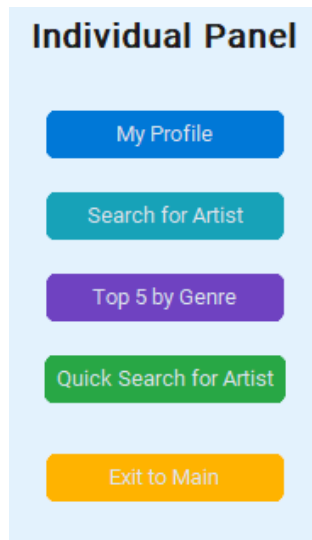 Individual Panel
My Profile
Search for Artist
Top 5 by Genre
Quick Search for Artist
Exit to Main